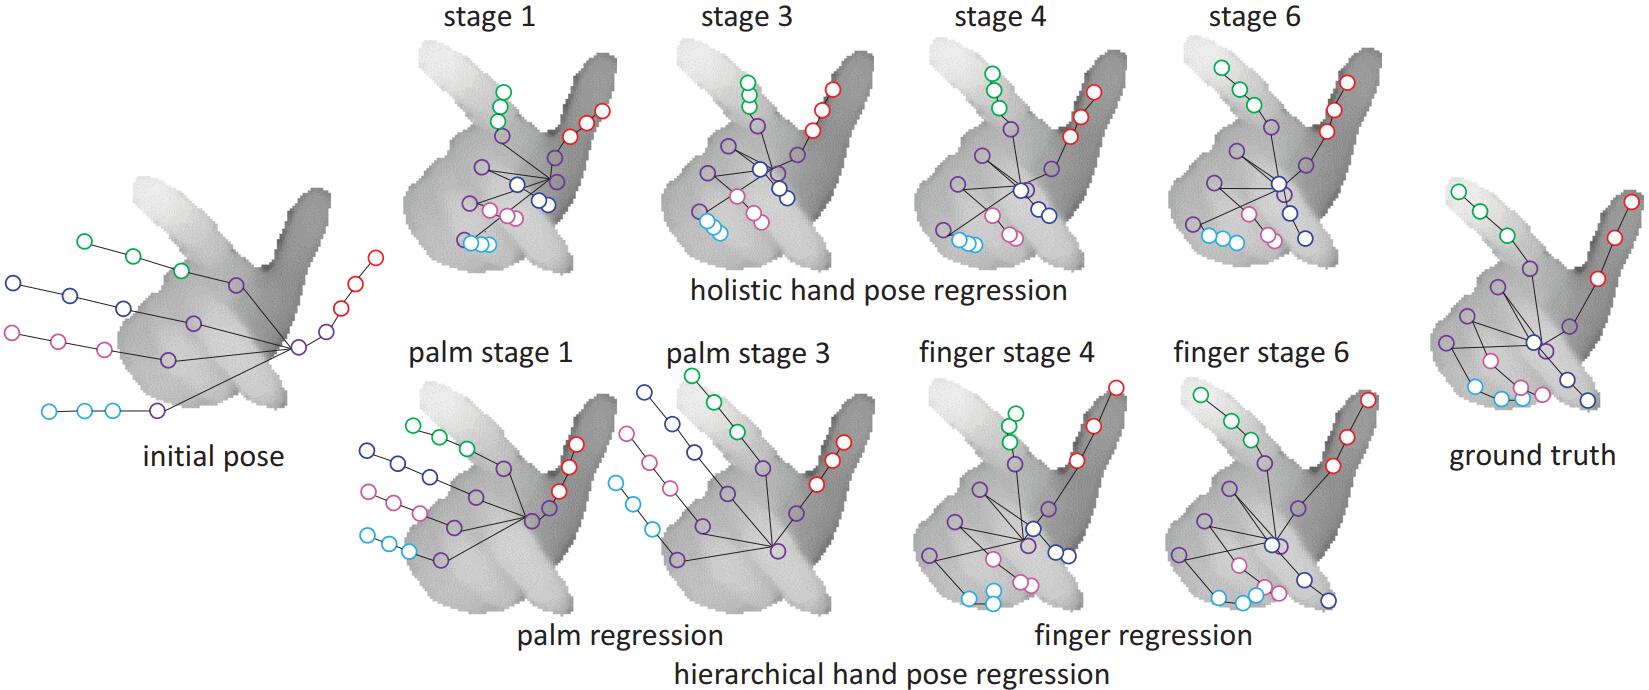 stage 1
stage 3
stage 4
stage 6
holistic hand pose regression
palm stage 1
palm stage 3
finger stage 4
finger stage 6
initial pose
ground truth
palm regression
finger regression
hierarchical hand pose regression